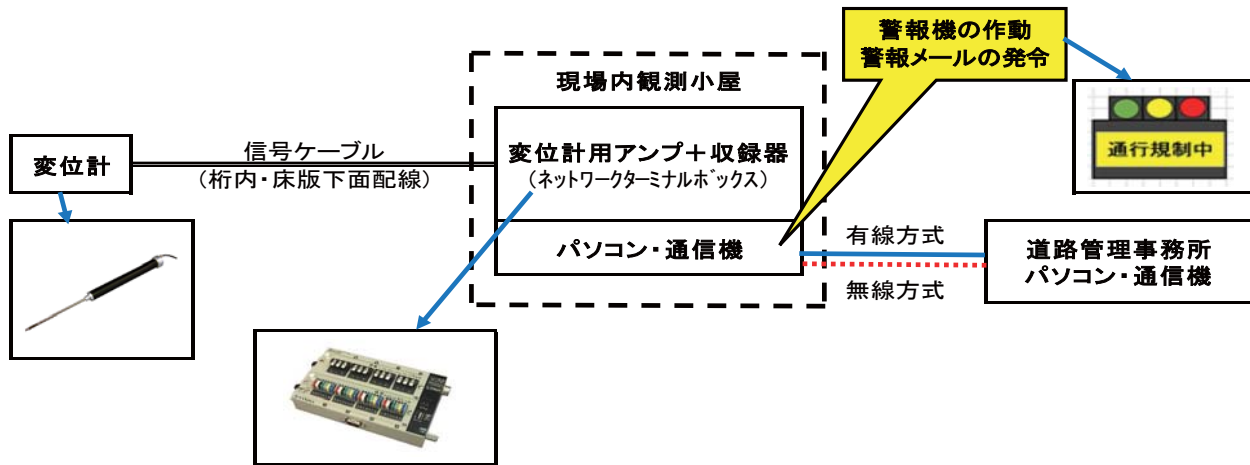 警報機の作動
警報メールの発令
現場内観測小屋
変位計
信号ケーブル
（桁内・床版下面配線）
変位計用アンプ＋収録器
（ネットワークターミナルボックス）
通行規制中
パソコン・通信機
有線方式
無線方式
道路管理事務所
パソコン・通信機